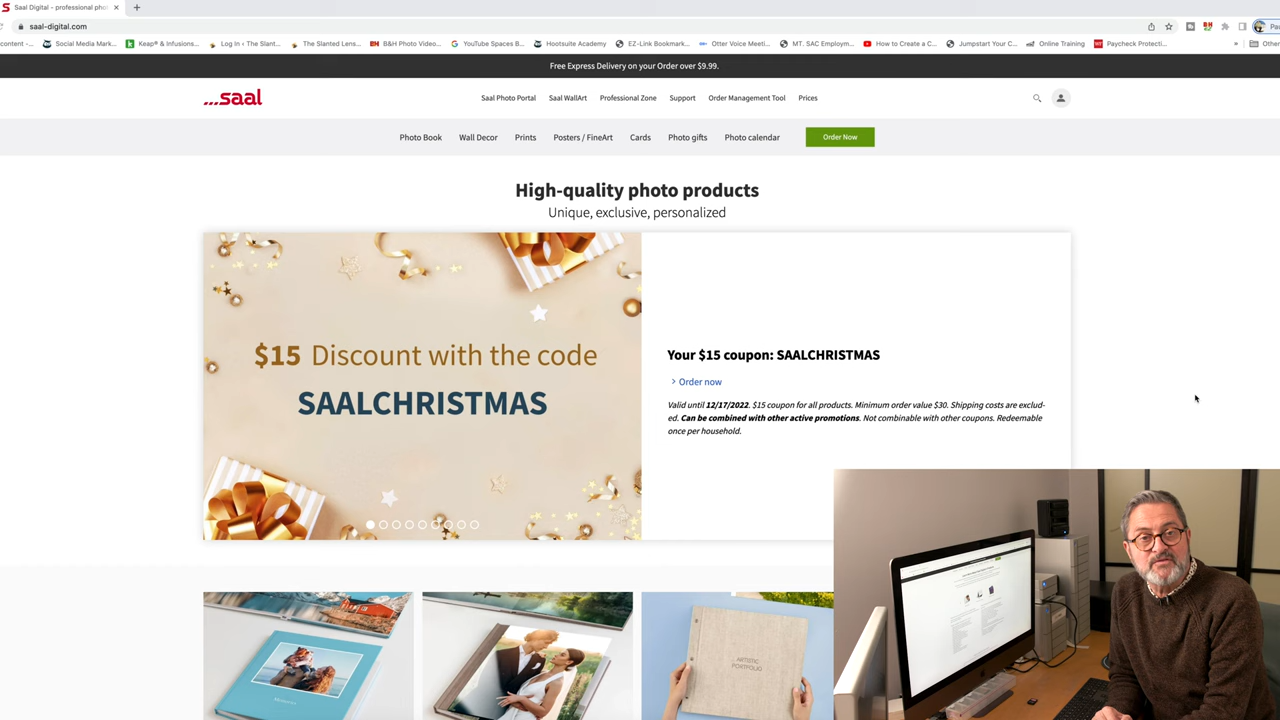 Saal Digital - professional phot
saal-digital.com
content -...
Social Media Mark...
Keap® & Infusions...
Log In ‹ The Slant...
The Slanted Lens...
B&H Photo Video...
YouTube Spaces B...
Hootsuite Academy
EZ-Link Bookmark...
Otter Voice Meeti...
MT. SAC Employm...
How to Create a C...
Jumpstart Your C...
Online Training
Paycheck Protecti...
Other
Free Express Delivery on your Order over $9.99.
...saal
Saal Photo Portal
Saal WallArt
Professional Zone
Support
Order Management Tool
Prices
Photo Book
Wall Decor
Prints
Posters / FineArt
Cards
Photo gifts
Photo calendar
Order Now
High-quality photo products
Unique, exclusive, personalized
$15 Discount with the code
SAALCHRISTMAS
Your $15 coupon: SAALCHRISTMAS
> Order now
Valid until 12/17/2022. $15 coupon for all products. Minimum order value $30. Shipping costs are exclud-
ed. Can be combined with other active promotions. Not combinable with other coupons. Redeemable
once per household.
ARTISTIC
PORTFOLIO